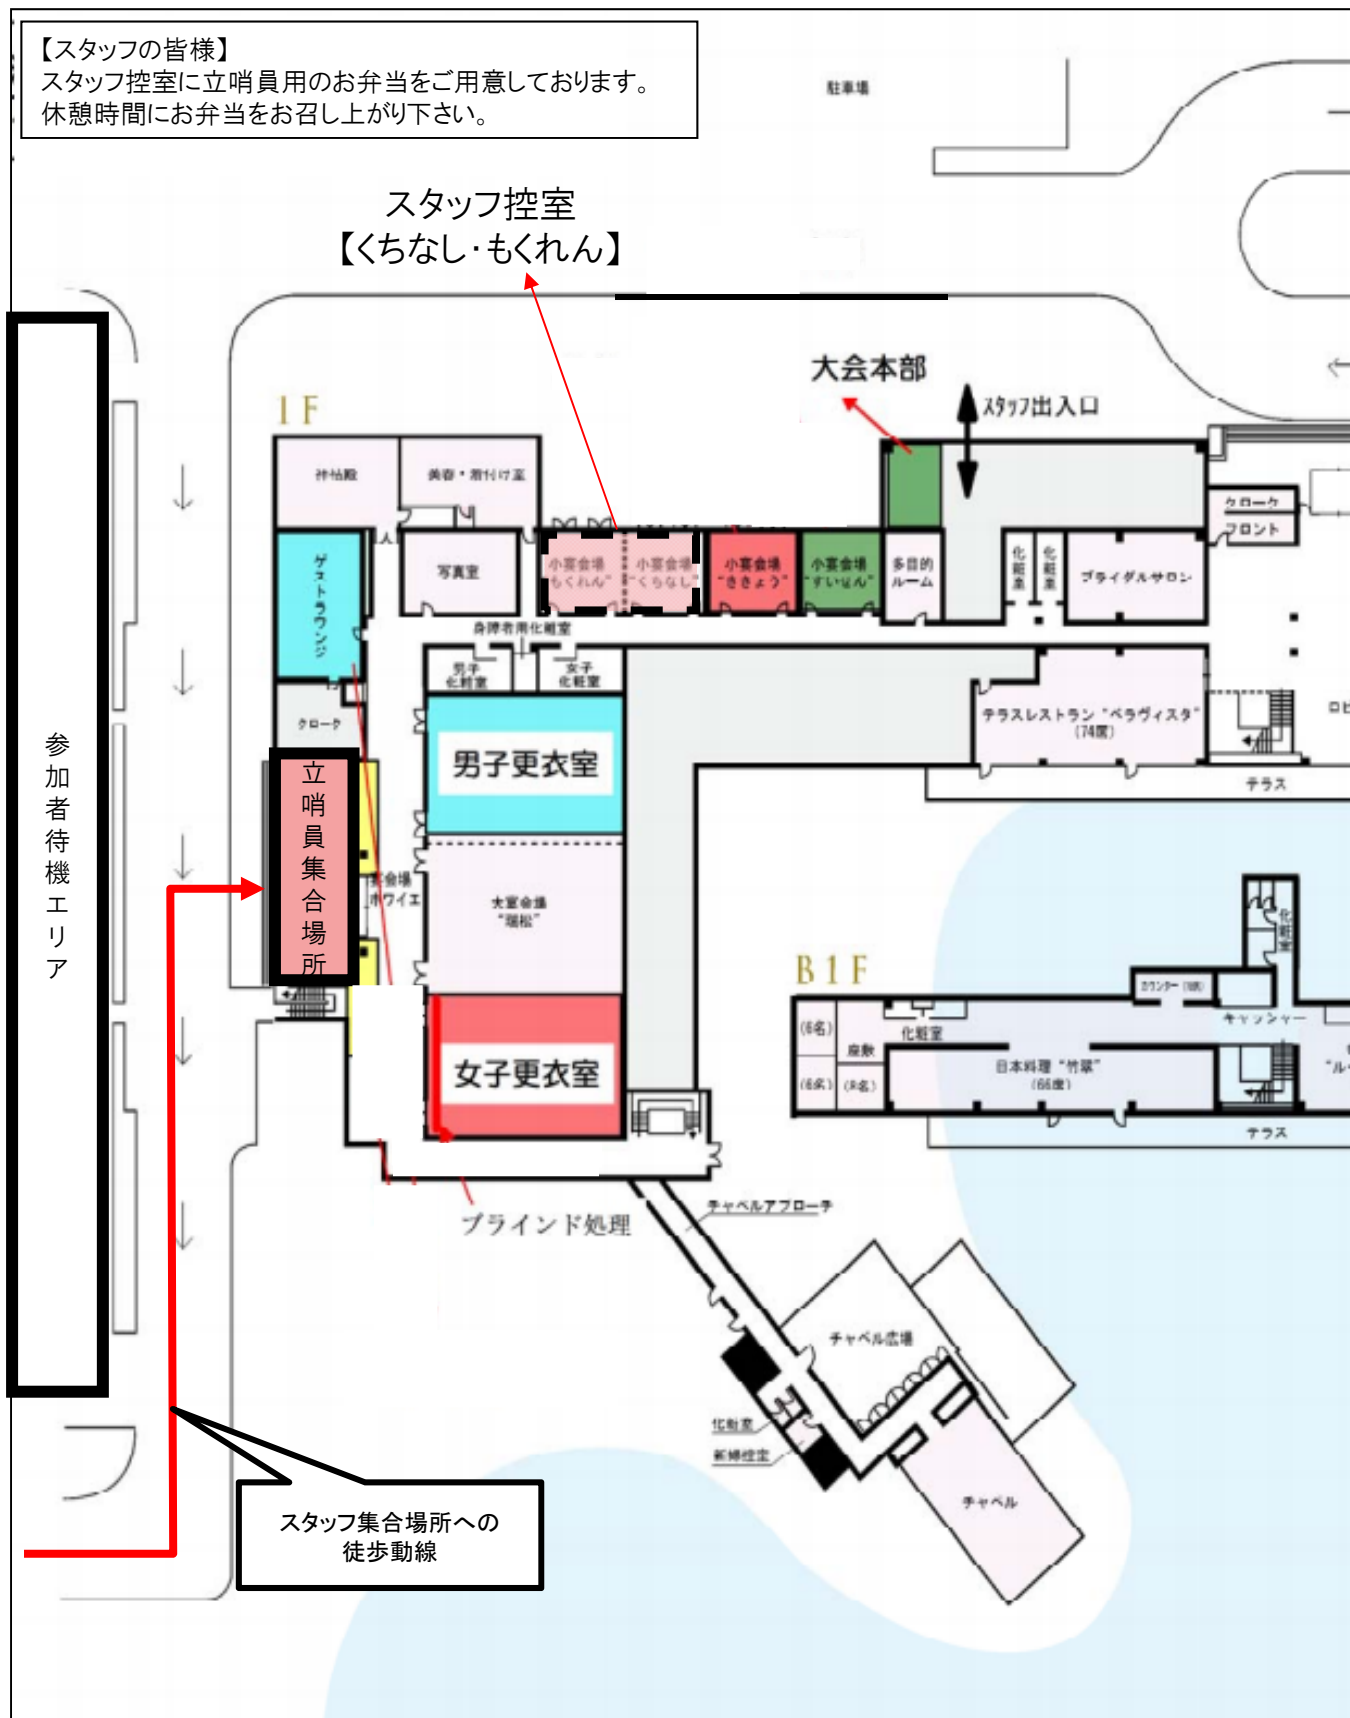 【スタッフの皆様】
スタッフ控室に立哨員用のお弁当をご用意しております。
休憩時間にお弁当をお召し上がり下さい。
駐車場
スタッフ控室
【くちなし・もくれん】
大会本部
スタッフ出入口
1F
神祐殿
美容・着付け室
クローク
フロント
ゲストラウンジ
写真室
小宴会場
もくれん"
小宴会場
"くちなし"
小宴会場
"ききょう"
小宴会場
"すいせん"
多目的
ルーム
化粧室
化粧室
ブライダルサロン
身障者用化粧室
男子
化粧室
女子
化粧室
クローク
テラスレストラン "ベラヴィスタ"
(74席)
ロビ
テラス
参加者待機エリア
立哨員集合場所
男子更衣室
宴会場
ホワイエ
大宴会場
"瑞松"
女子更衣室
B1F
化粧室
カウンター
キャッシャー
(6名)
座敷
化粧室
(6名)
(8名)
日本料理 "竹翠"
(66席)
"ル
テラス
ブラインド処理
チャペルアプローチ
チャペル広場
化粧室
新婦控室
チャペル
スタッフ集合場所への
徒歩動線